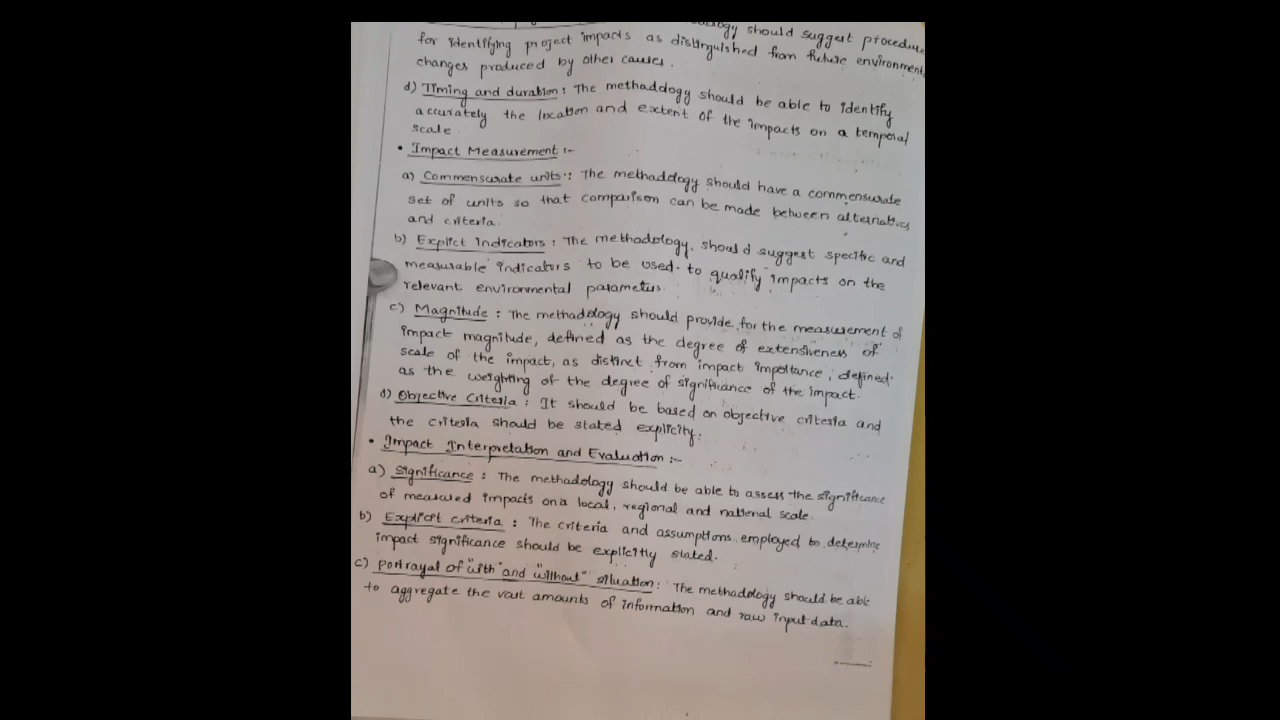 should suggest procedure
for identifying project impacts as distinguished from future environment
changes produced by other causes.
d) Timing and duration : The methodology should be able to identify
accurately the location and extent of the impacts on a temporal
scale
• Impact Measurement :-
a) Commensurate units : The methodology should have a commensurate
set of units so that comparison can be made between alternatives
and criteria.
b) Explict Indicators : The methodology should suggest specific and
measurable indicators to be used to qualify impacts on the
relevant environmental parameters.
c) Magnitude : The methodology should provide for the measurement of
impact magnitude, defined as the degree of extensiveness of
scale of the impact, as distinct from impact importance, defined
as the weighting of the degree of significance of the impact.
d) Objective Criteria : It should be based on objective criteria and
the criteria should be stated explicity.
• Impact Interpretation and Evaluation :-
a) Significance : The methodology should be able to assess the significance
of measured impacts on a local, regional and national scale.
b) Explicit criteria : The criteria and assumptions employed to determine
impact significance should be explicitly stated.
c) Portrayal of "with" and "without" situation : The methodology should be able
to aggregate the vast amounts of information and raw input data.